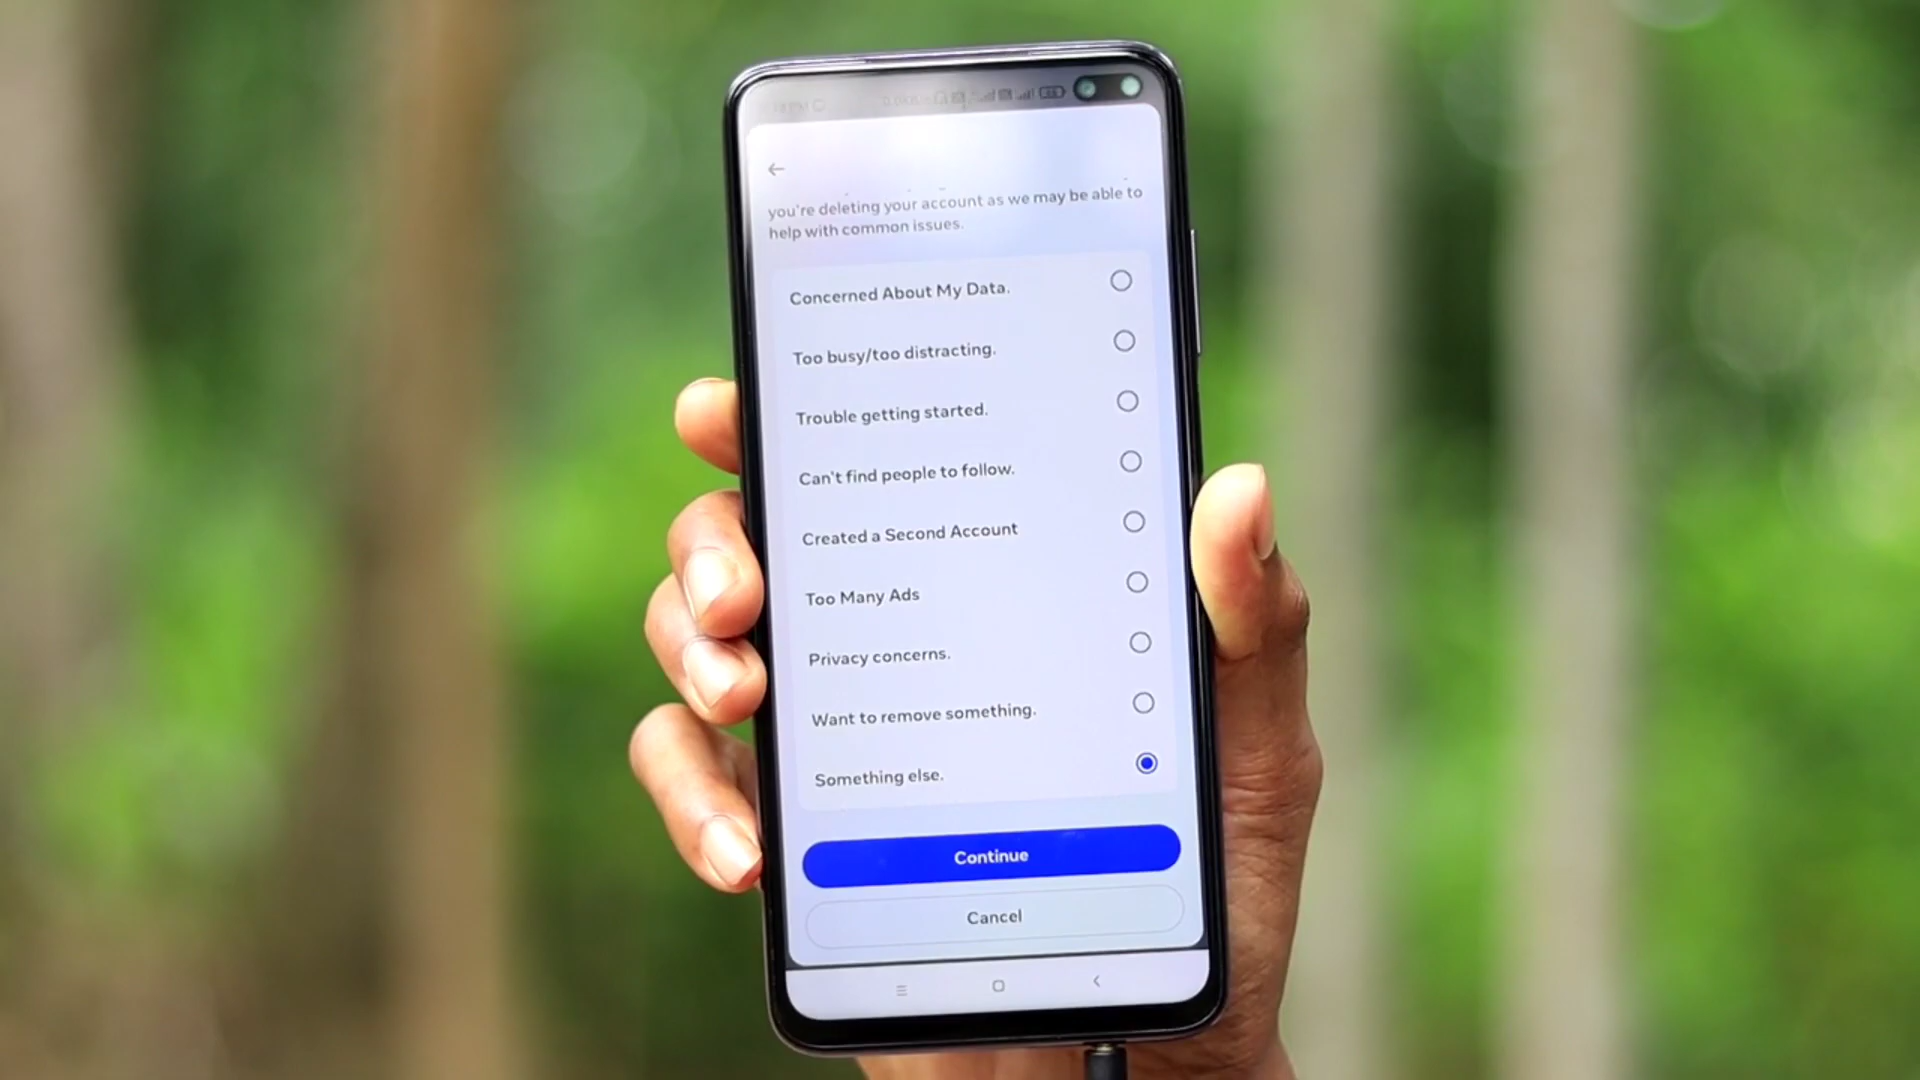 you're deleting your account as we may be able to
help with common issues.
Concerned About My Data.
Too busy/too distracting.
Trouble getting started.
Can't find people to follow.
Created a Second Account
Too Many Ads
Privacy concerns.
Want to remove something.
Something else.
Continue
Cancel